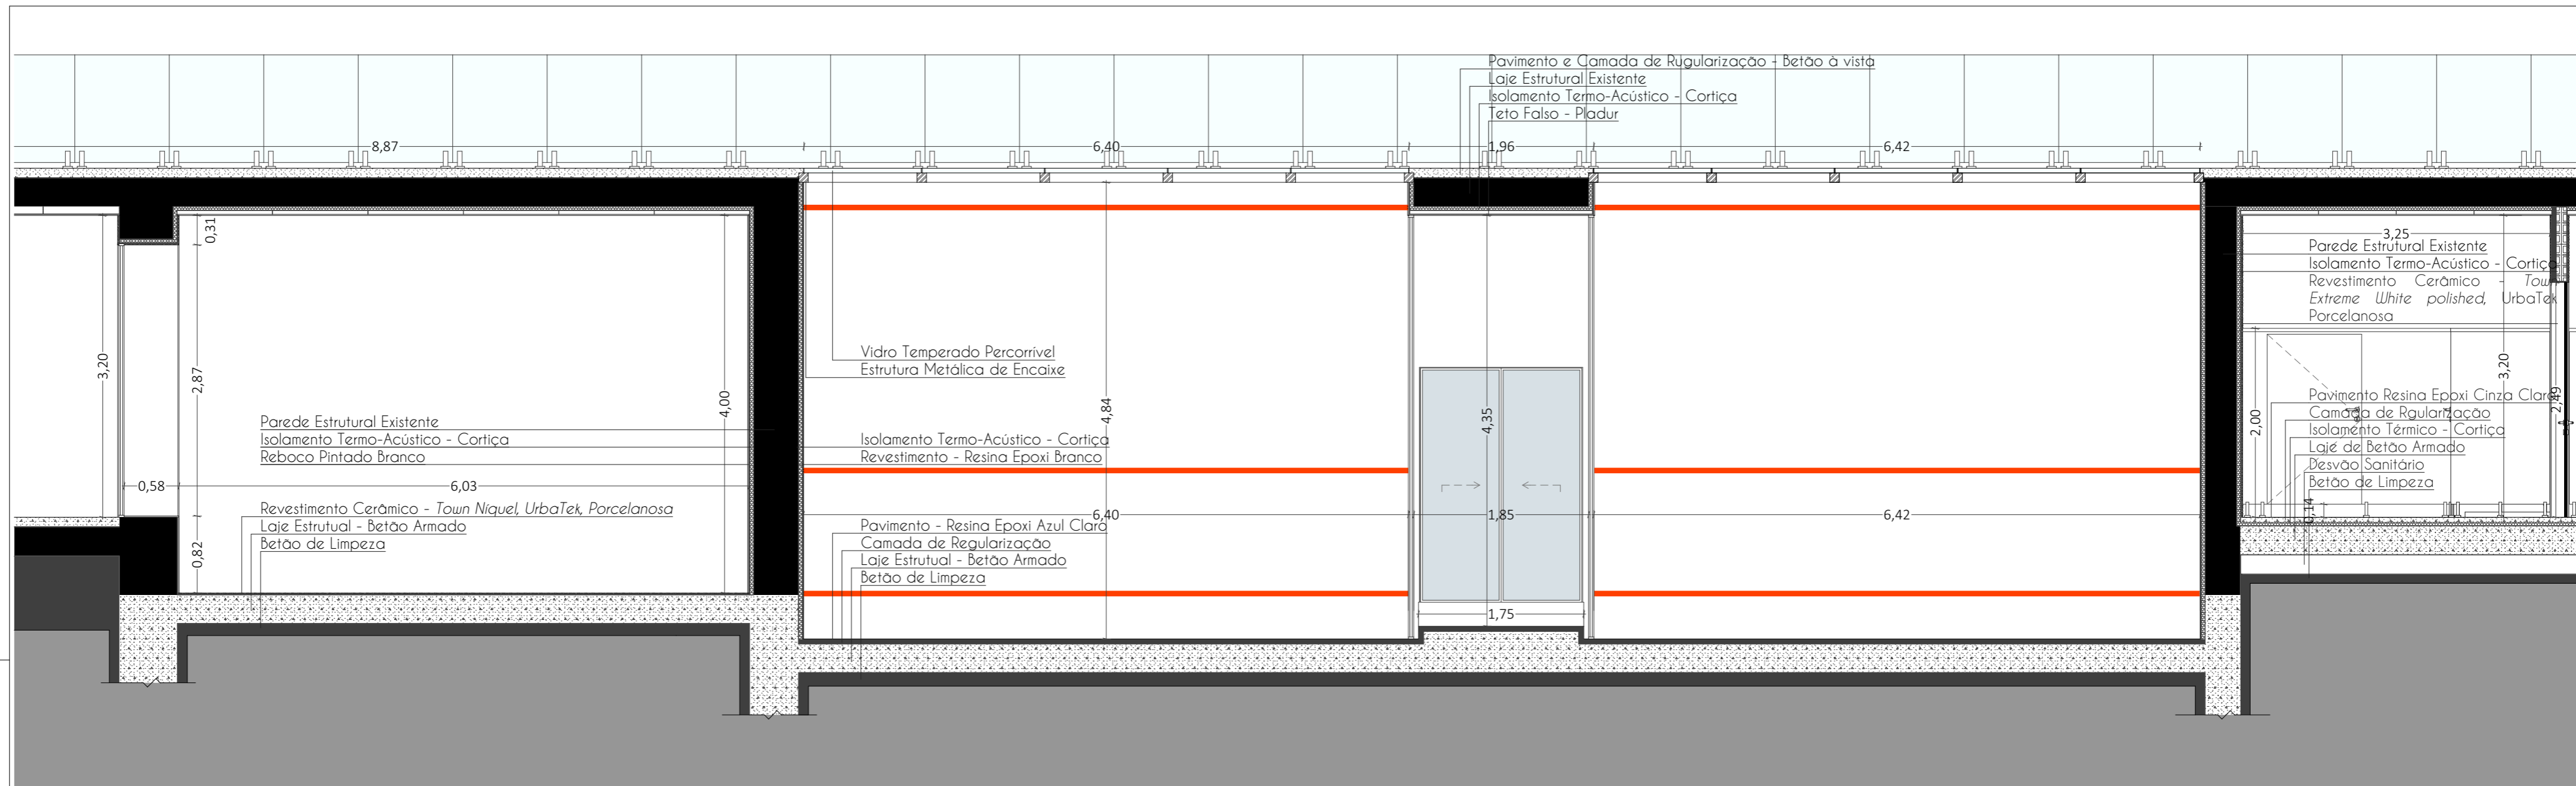 Pavimento e Camada de Rugularização - Betão à vista
Laje Estrutural Existente
Isolamento Termo-Acústico - Cortiça
Teto Falso - Pladur
8,87
6,40
1,96
6,42
0,31
3,20
2,87
4,00
0,82
0,58
6,03
Parede Estrutural Existente
Isolamento Termo-Acústico - Cortiça
Reboco Pintado Branco
Revestimento Cerâmico - Town Niquel, UrbaTek, Porcelanosa
Laje Estrutual - Betão Armado
Betão de Limpeza
Vidro Temperado Percorrível
Estrutura Metálica de Encaixe
4,84
Isolamento Termo-Acústico - Cortiça
Revestimento - Resina Epoxi Branco
6,40
Pavimento - Resina Epoxi Azul Claro
Camada de Regularização
Laje Estrutual - Betão Armado
Betão de Limpeza
4,35
1,85
1,75
6,42
3,25
Parede Estrutural Existente
Isolamento Termo-Acústico - Cortiça
Revestimento Cerâmico - Town
Extreme White polished, UrbaTek
Porcelanosa
3,20
2,00
2,49
0,14
Pavimento Resina Epoxi Cinza Claro
Camada de Rgularização
Isolamento Térmico - Cortiça
Laje de Betão Armado
Desvão Sanitário
Betão de Limpeza